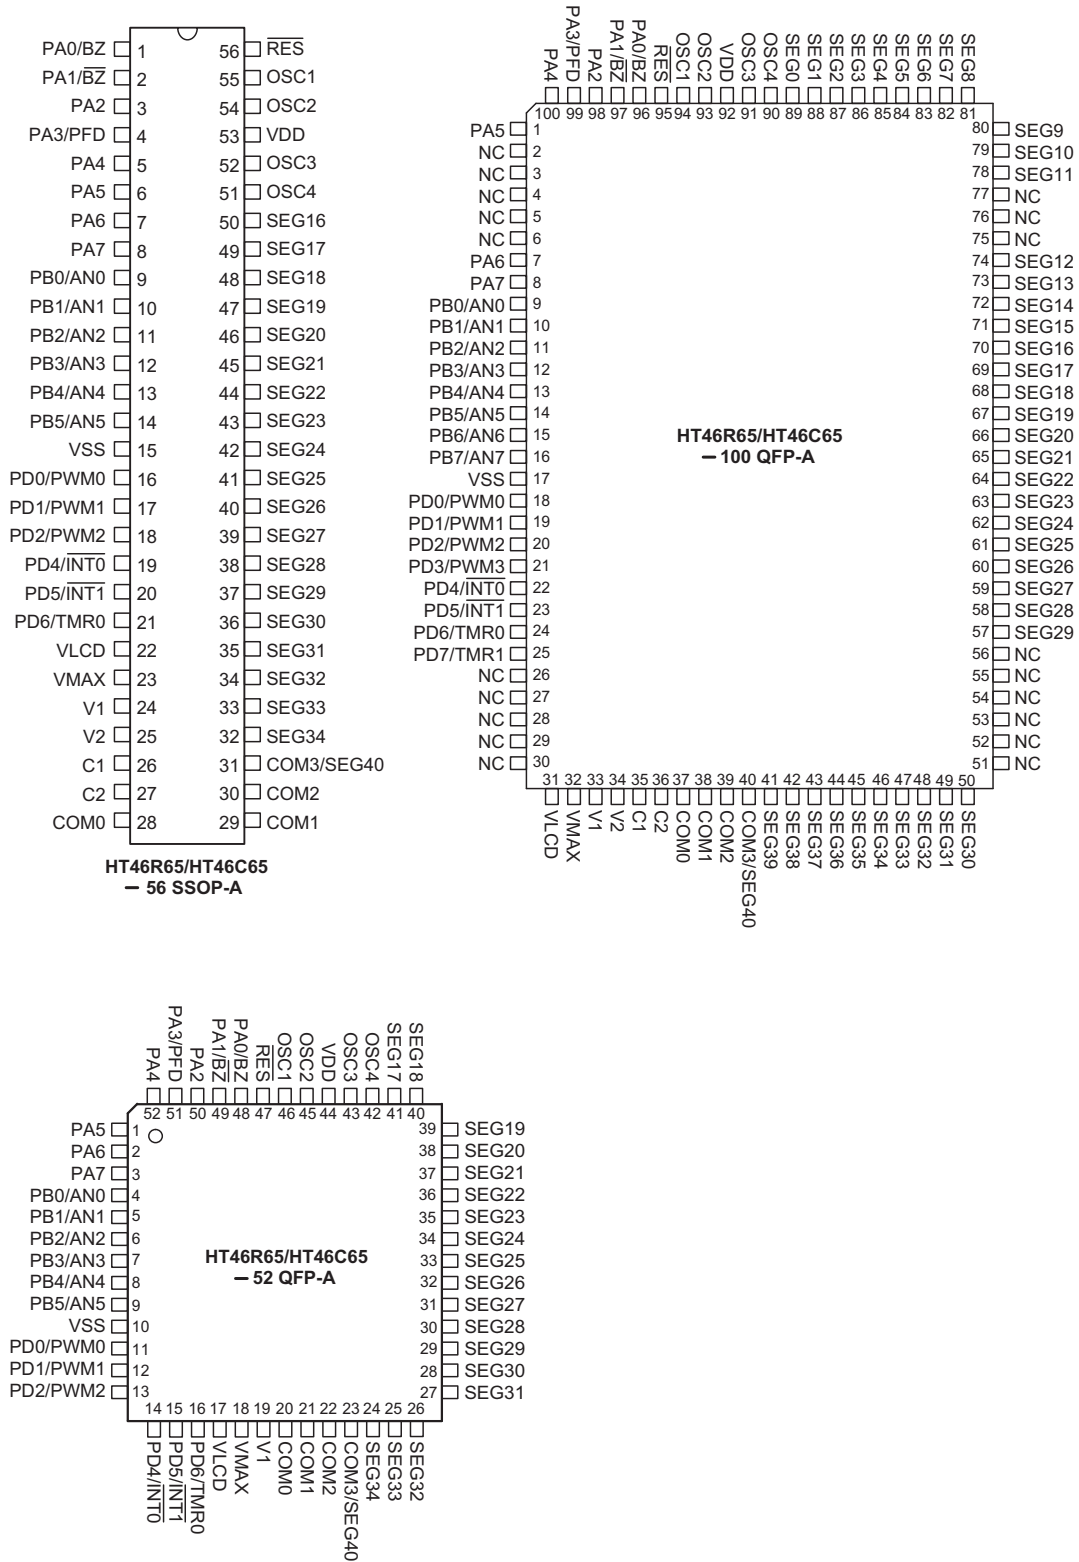 PA0/BZ 1 56 RES
PA1/BZ 2 55 OSC1
PA2 3 54 OSC2
PA3/PFD 4 53 VDD
PA4 5 52 OSC3
PA5 6 51 OSC4
PA6 7 50 SEG16
PA7 8 49 SEG17
PB0/AN0 9 48 SEG18
PB1/AN1 10 47 SEG19
PB2/AN2 11 46 SEG20
PB3/AN3 12 45 SEG21
PB4/AN4 13 44 SEG22
PB5/AN5 14 43 SEG23
VSS 15 42 SEG24
PD0/PWM0 16 41 SEG25
PD1/PWM1 17 40 SEG26
PD2/PWM2 18 39 SEG27
PD4/INT0 19 38 SEG28
PD5/INT1 20 37 SEG29
PD6/TMR0 21 36 SEG30
VLCD 22 35 SEG31
VMAX 23 34 SEG32
V1 24 33 SEG33
V2 25 32 SEG34
C1 26 31 COM3/SEG40
C2 27 30 COM2
COM0 28 29 COM1
HT46R65/HT46C65
– 56 SSOP-A
PA4 PA3/PFD PA2 PA1/BZ PA0/BZ RES OSC1 OSC2 VDD OSC3 OSC4 SEG0 SEG1 SEG2 SEG3 SEG4 SEG5 SEG6 SEG7 SEG8
100 99 98 97 96 95 94 93 92 91 90 89 88 87 86 85 84 83 82 81
PA5 1 80 SEG9
NC 2 79 SEG10
NC 3 78 SEG11
NC 4 77 NC
NC 5 76 NC
NC 6 75 NC
PA6 7 74 SEG12
PA7 8 73 SEG13
PB0/AN0 9 72 SEG14
PB1/AN1 10 71 SEG15
PB2/AN2 11 70 SEG16
PB3/AN3 12 69 SEG17
PB4/AN4 13 68 SEG18
PB5/AN5 14 67 SEG19
PB6/AN6 15 66 SEG20
PB7/AN7 16 65 SEG21
VSS 17 64 SEG22
PD0/PWM0 18 63 SEG23
PD1/PWM1 19 62 SEG24
PD2/PWM2 20 61 SEG25
PD3/PWM3 21 60 SEG26
PD4/INT0 22 59 SEG27
PD5/INT1 23 58 SEG28
PD6/TMR0 24 57 SEG29
PD7/TMR1 25 56 NC
NC 26 55 NC
NC 27 54 NC
NC 28 53 NC
NC 29 52 NC
NC 30 51 NC
HT46R65/HT46C65
– 100 QFP-A
31 32 33 34 35 36 37 38 39 40 41 42 43 44 45 46 47 48 49 50
VLCD VMAX V1 V2 C1 C2 COM0 COM1 COM2 COM3/SEG40 SEG39 SEG38 SEG37 SEG36 SEG35 SEG34 SEG33 SEG32 SEG31 SEG30
PA4 PA3/PFD PA2 PA1/BZ PA0/BZ RES OSC1 OSC2 VDD OSC3 OSC4 SEG17 SEG18
52 51 50 49 48 47 46 45 44 43 42 41 40
PA5 1 39 SEG19
PA6 2 38 SEG20
PA7 3 37 SEG21
PB0/AN0 4 36 SEG22
PB1/AN1 5 35 SEG23
PB2/AN2 6 34 SEG24
PB3/AN3 7 33 SEG25
PB4/AN4 8 32 SEG26
PB5/AN5 9 31 SEG27
VSS 10 30 SEG28
PD0/PWM0 11 29 SEG29
PD1/PWM1 12 28 SEG30
PD2/PWM2 13 27 SEG31
HT46R65/HT46C65
– 52 QFP-A
14 15 16 17 18 19 20 21 22 23 24 25 26
PD4/INT0 PD5/INT1 PD6/TMR0 VLCD VMAX V1 COM0 COM1 COM2 COM3/SEG40 SEG34 SEG33 SEG32